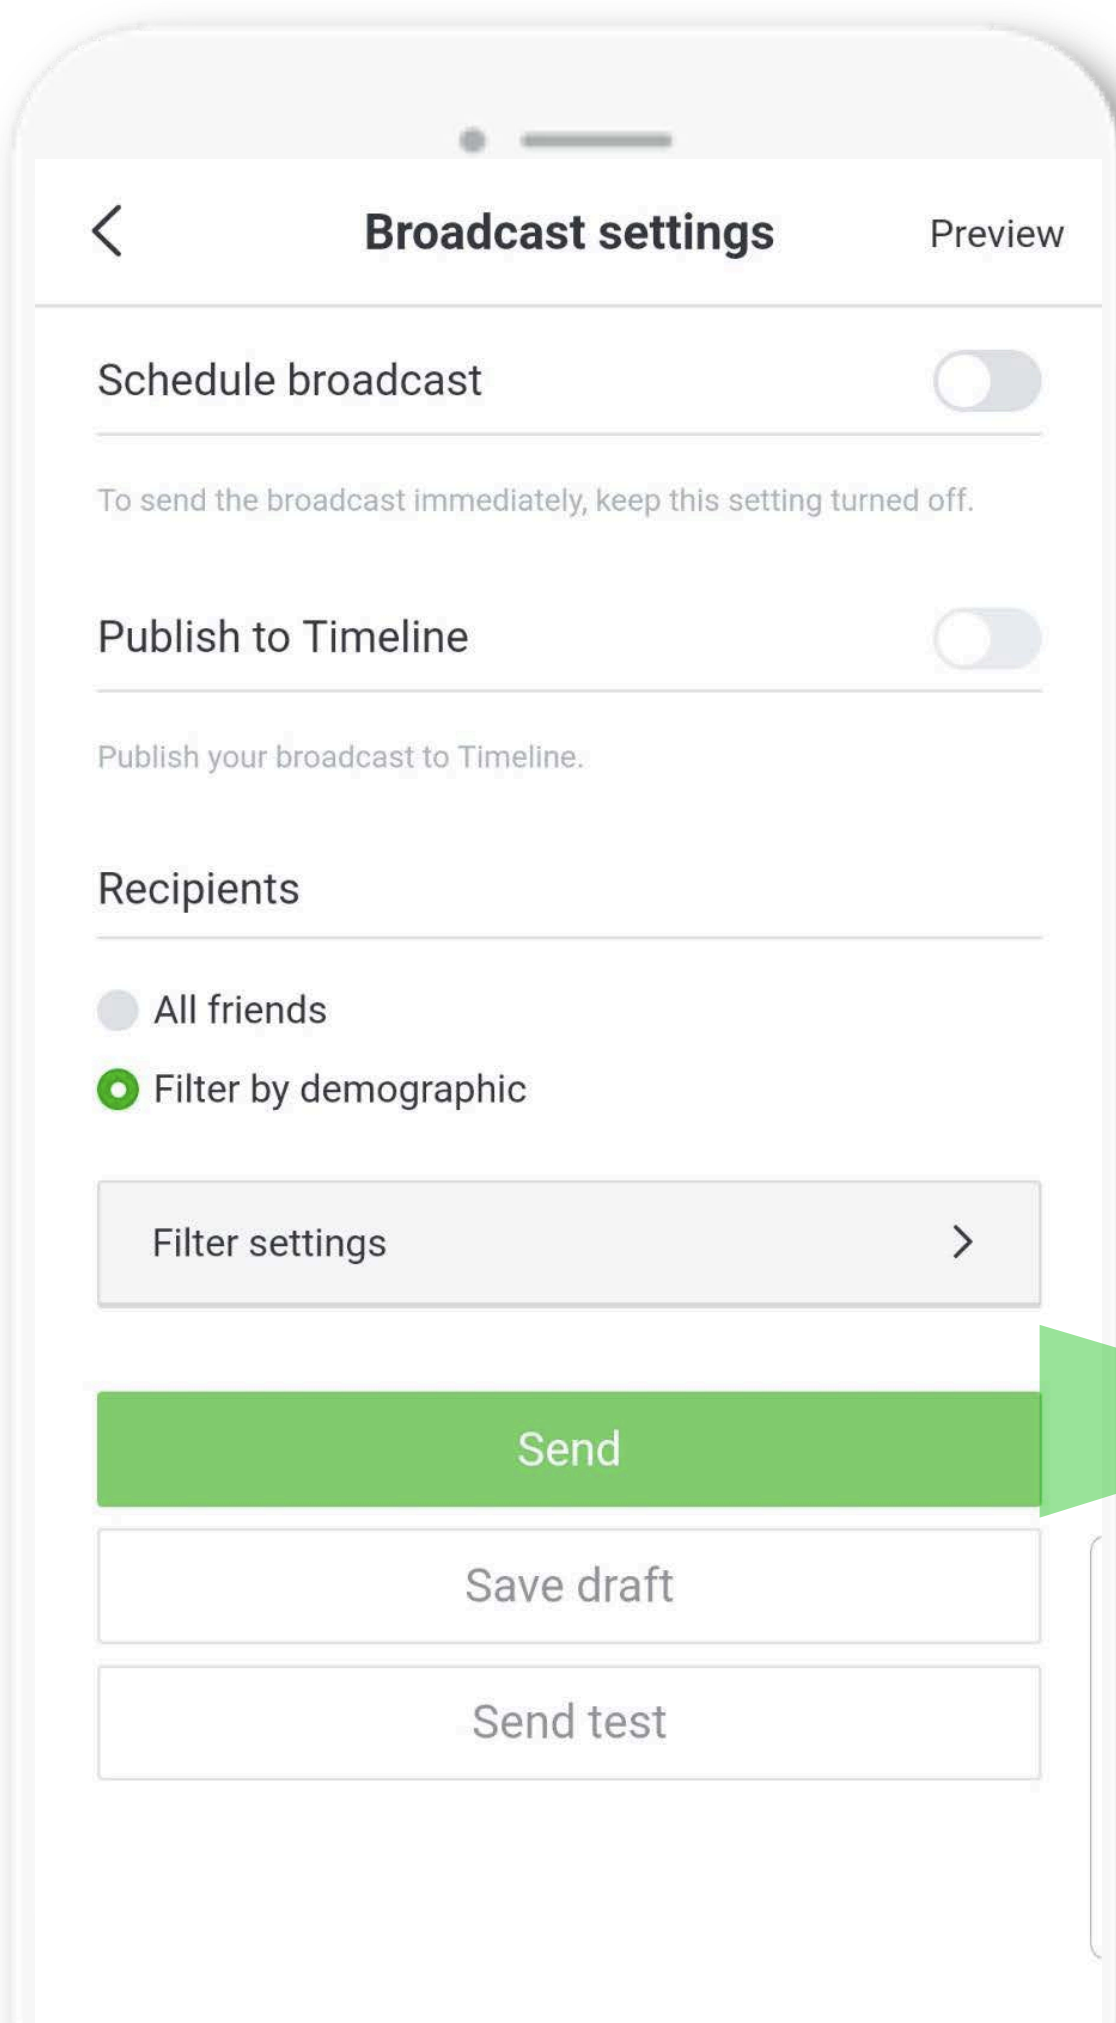 Broadcast settings Preview
Schedule broadcast
To send the broadcast immediately, keep this setting turned off.
Publish to Timeline
Publish your broadcast to Timeline.
Recipients
All friends
Filter by demographic
Filter settings
Send
Save draft
Send test